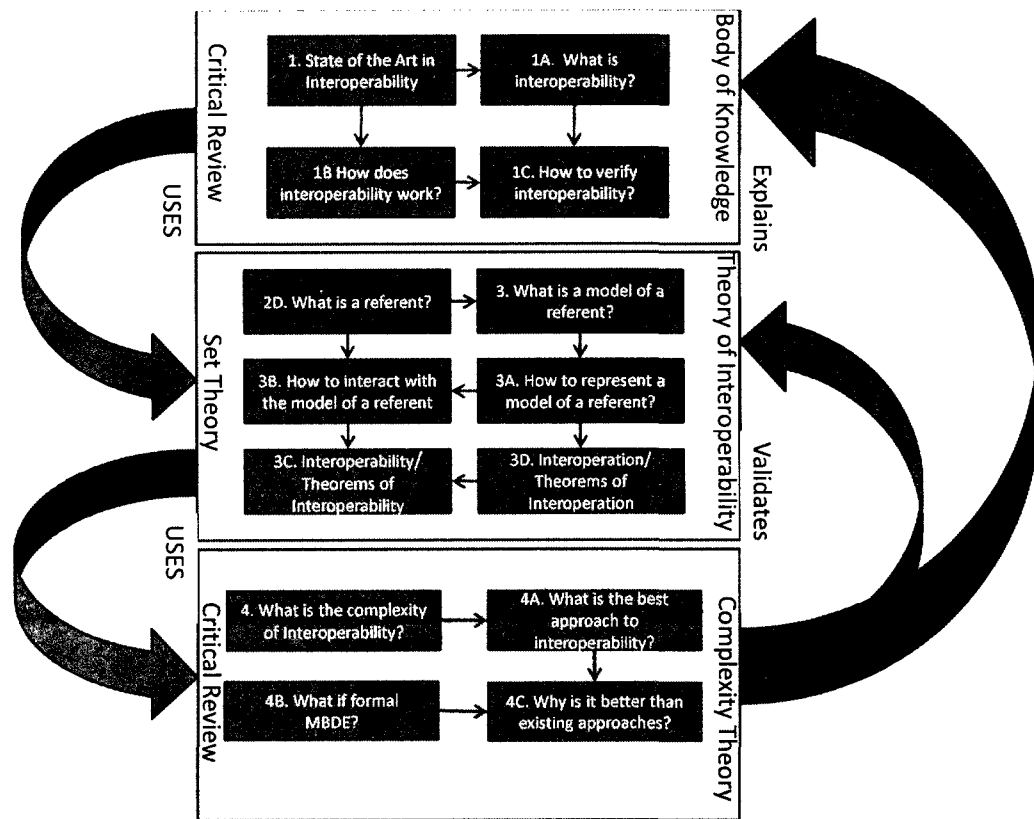 Critical Review
1. State of the Art in
Interoperability
1A. What is
interoperability?
1B How does
interoperability work?
1C. How to verify
interoperability?
Body of Knowledge
USES
Explains
Set Theory
2D. What is a referent?
3. What is a model of a
referent?
3B. How to interact with
the model of a referent
3A. How to represent a
model of a referent?
3C. Interoperability/
Theorems of
Interoperability
3D. Interoperation/
Theorems of
Interoperation
Theory of Interoperability
USES
Validates
Critical Review
4. What is the complexity
of Interoperability?
4A. What is the best
approach to
interoperability?
4B. What if formal
MBDE?
4C. Why is it better than
existing approaches?
Complexity Theory